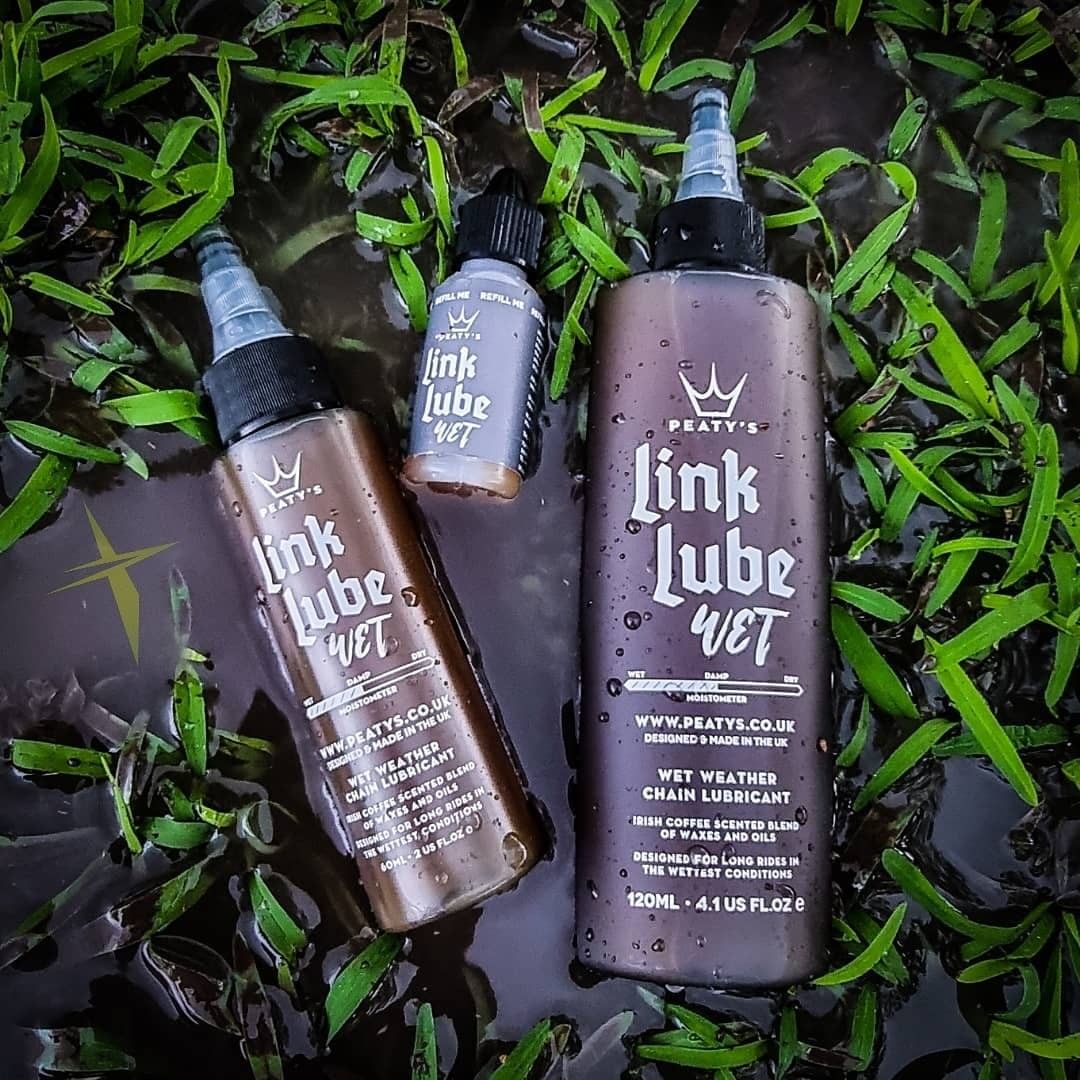 PEATY'S
Link
Lube
WET
WET DAMP DRY
MOISTOMETER
WWW.PEATYS.CO.UK
DESIGNED & MADE IN THE UK
WET WEATHER
CHAIN LUBRICANT
IRISH COFFEE SCENTED BLEND
OF WAXES AND OILS
DESIGNED FOR LONG RIDES IN
THE WETTEST CONDITIONS
60ML • 2 US FL.OZ e
REFILL ME REFILL ME
PEATY'S
Link
Lube
WET
PEATY'S
Link
Lube
WET
WET DAMP DRY
MOISTOMETER
WWW.PEATYS.CO.UK
DESIGNED & MADE IN THE UK
WET WEATHER
CHAIN LUBRICANT
IRISH COFFEE SCENTED BLEND
OF WAXES AND OILS
DESIGNED FOR LONG RIDES IN
THE WETTEST CONDITIONS
120ML • 4.1 US FL.OZ e